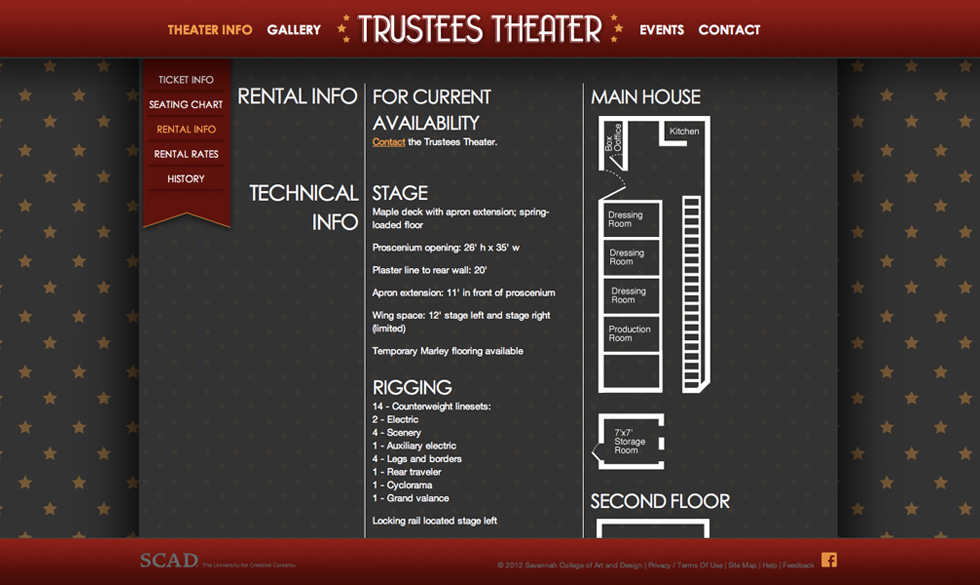 THEATER INFO GALLERY TRUSTEES THEATER EVENTS CONTACT
TICKET INFO
SEATING CHART
RENTAL INFO
RENTAL RATES
HISTORY
RENTAL INFO
FOR CURRENT
AVAILABILITY
Contact the Trustees Theater.
TECHNICAL
INFO
STAGE
Maple deck with apron extension; spring-
loaded floor
Proscenium opening: 26' h x 35' w
Plaster line to rear wall: 20'
Apron extension: 11' in front of proscenium
Wing space: 12' stage left and stage right
(limited)
Temporary Marley flooring available
RIGGING
14 - Counterweight linesets:
2 - Electric
4 - Scenery
1 - Auxiliary electric
4 - Legs and borders
1 - Rear traveler
1 - Cyclorama
1 - Grand valance
Locking rail located stage left
MAIN HOUSE
Box
Ooffice
Kitchen
Dressing
Room
Dressing
Room
Dressing
Room
Production
Room
7'x7'
Storage
Room
SECOND FLOOR
SCAD. The University for Creative Careers
© 2012 Savannah College of Art and Design | Privacy / Terms Of Use | Site Map | Help | Feedback
f